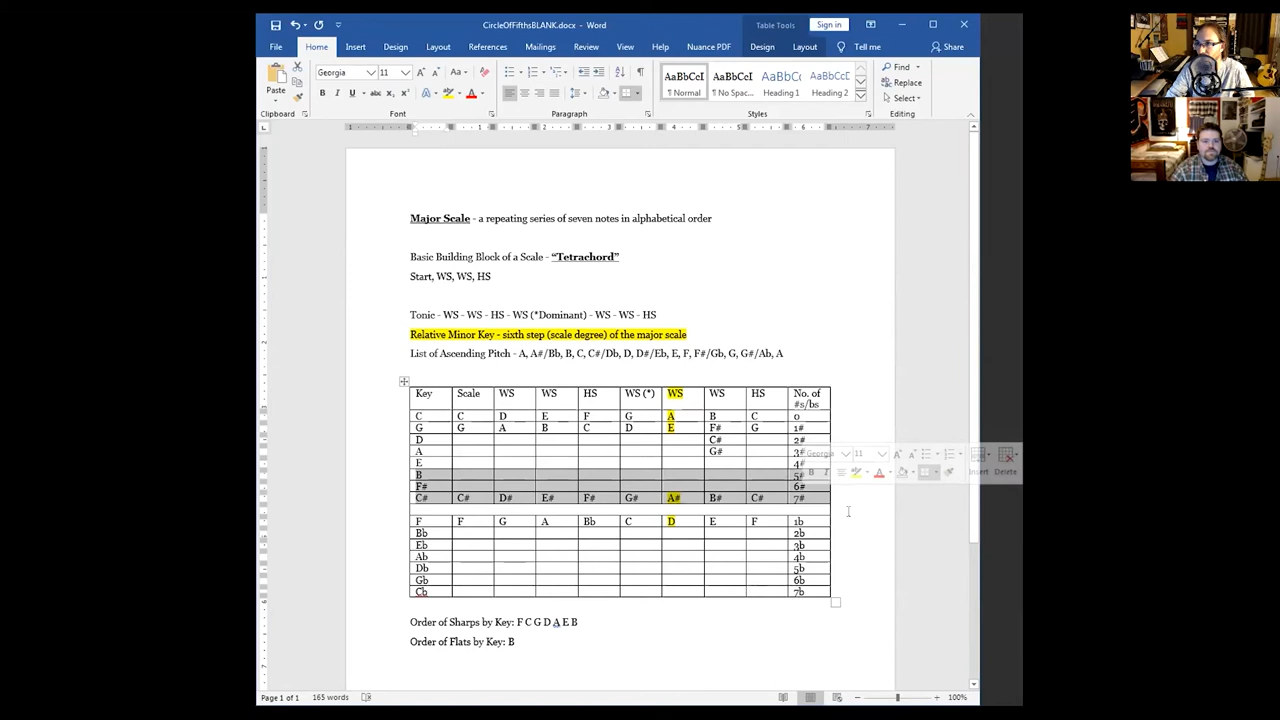 CircleOfFifthsBLANK.docx - Word
Table Tools
Sign in
File Home Insert Design Layout References Mailings Review View Help Nuance PDF Design Layout Tell me Share
Paste
Georgia 11
Aa
AaBbCcI AaBbCcI AaBbC AaBbCcI
¶ Normal ¶ No Spac... Heading 1 Heading 2
Find
Replace
Select
Clipboard Font Paragraph Styles Editing
Major Scale - a repeating series of seven notes in alphabetical order
Basic Building Block of a Scale - “Tetrachord”
Start, WS, WS, HS
Tonic - WS - WS - HS - WS (*Dominant) - WS - WS - HS
Relative Minor Key - sixth step (scale degree) of the major scale
List of Ascending Pitch - A, A#/Bb, B, C, C#/Db, D, D#/Eb, E, F, F#/Gb, G, G#/Ab, A
Key Scale WS WS HS WS (*) WS WS HS No. of #s/bs
C C D E F G A B C 0
G G A B C D E F# G 1#
D C# 2#
A G# 3#
E 4#
B 5#
F# 6#
C# C# D# E# F# G# A# B# C# 7#
F F G A Bb C D E F 1b
Bb 2b
Eb 3b
Ab 4b
Db 5b
Gb 6b
Cb 7b
Georgia 11
Insert Delete
Order of Sharps by Key: F C G D A E B
Order of Flats by Key: B
Page 1 of 1 165 words 100%